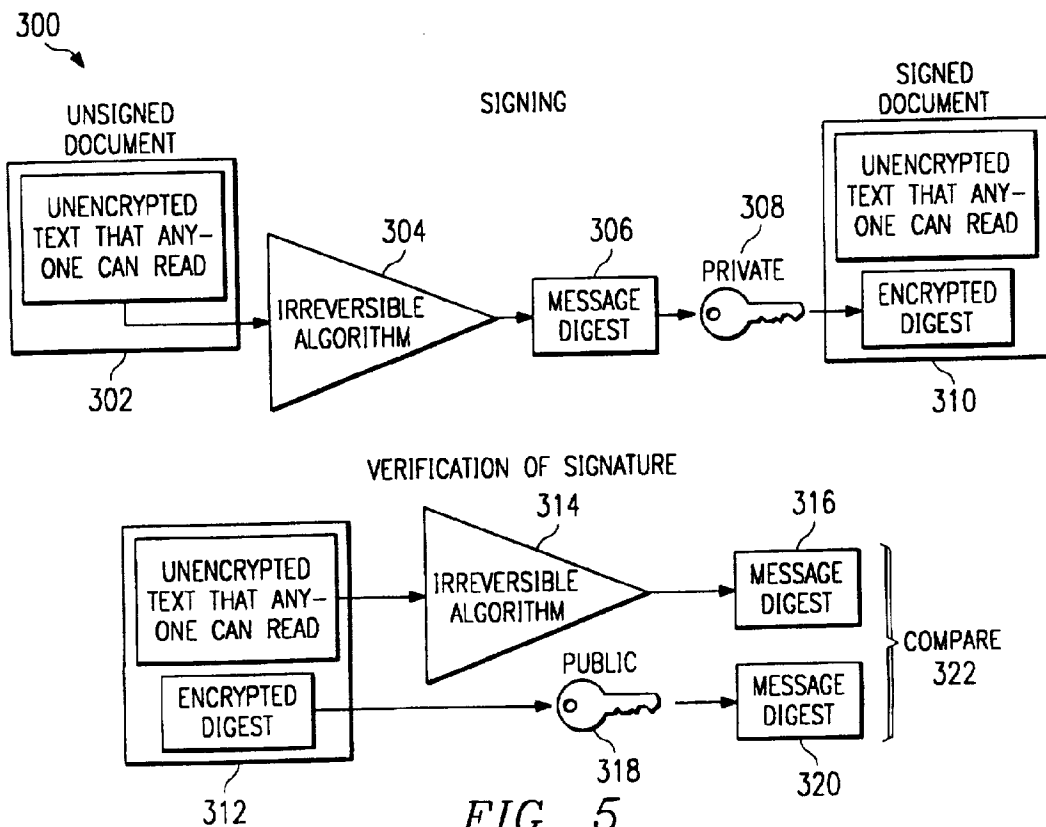 300
UNSIGNED
DOCUMENT
SIGNING
SIGNED
DOCUMENT
UNENCRYPTED
TEXT THAT ANY-
ONE CAN READ
304
IRREVERSIBLE
ALGORITHM
306
MESSAGE
DIGEST
308
PRIVATE
UNENCRYPTED
TEXT THAT ANY-
ONE CAN READ
ENCRYPTED
DIGEST
302
310
VERIFICATION OF SIGNATURE
UNENCRYPTED
TEXT THAT ANY-
ONE CAN READ
ENCRYPTED
DIGEST
314
IRREVERSIBLE
ALGORITHM
316
MESSAGE
DIGEST
PUBLIC
MESSAGE
DIGEST
COMPARE
322
312
318
320
FIG. 5